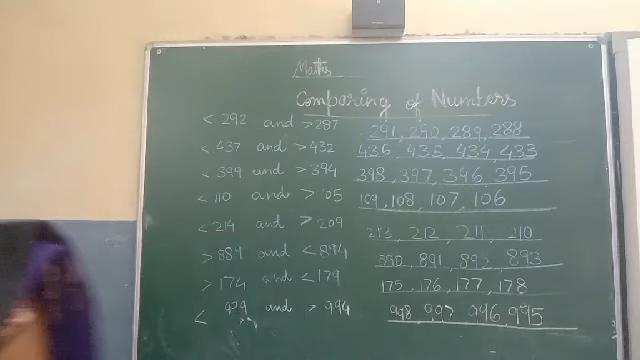 Maths
Comparing of Numbers
< 292 and > 287 291, 290, 289, 288
< 437 and > 432 436, 435, 434, 433
< 399 and > 394 398, 397, 396, 395
< 110 and > 105 109, 108, 107, 106
< 214 and > 209 213, 212, 211, 210
> 889 and < 894 890, 891, 892, 893
> 174 and < 179 175, 176, 177, 178
< 999 and > 994 998, 997, 996, 995